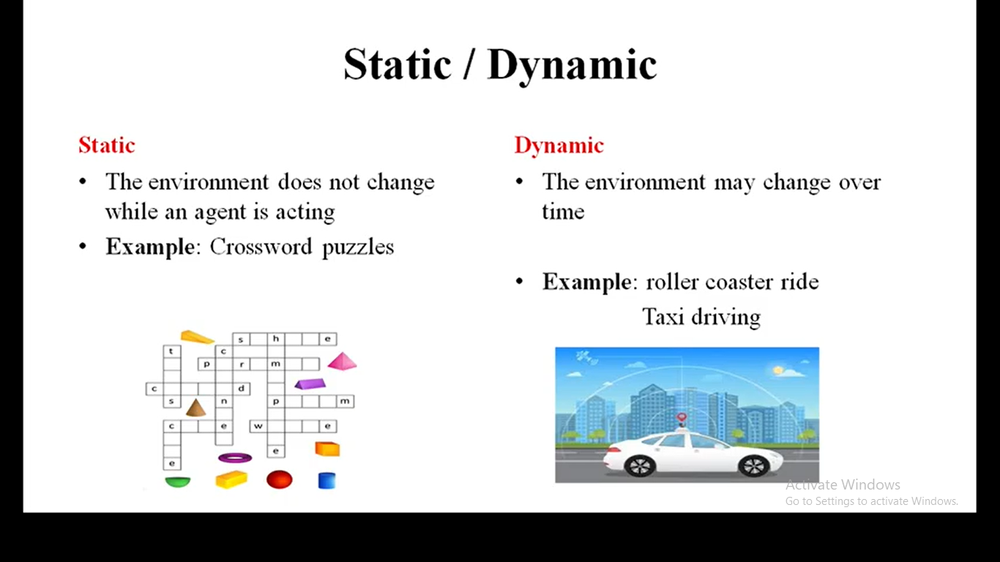 Static / Dynamic
Static
• The environment does not change
while an agent is acting
• Example: Crossword puzzles
Dynamic
• The environment may change over
time
• Example: roller coaster ride
Taxi driving
s h e
t c
p r m
c d
s n p m
c e w e
e
e
Activate Windows
Go to Settings to activate Windows.